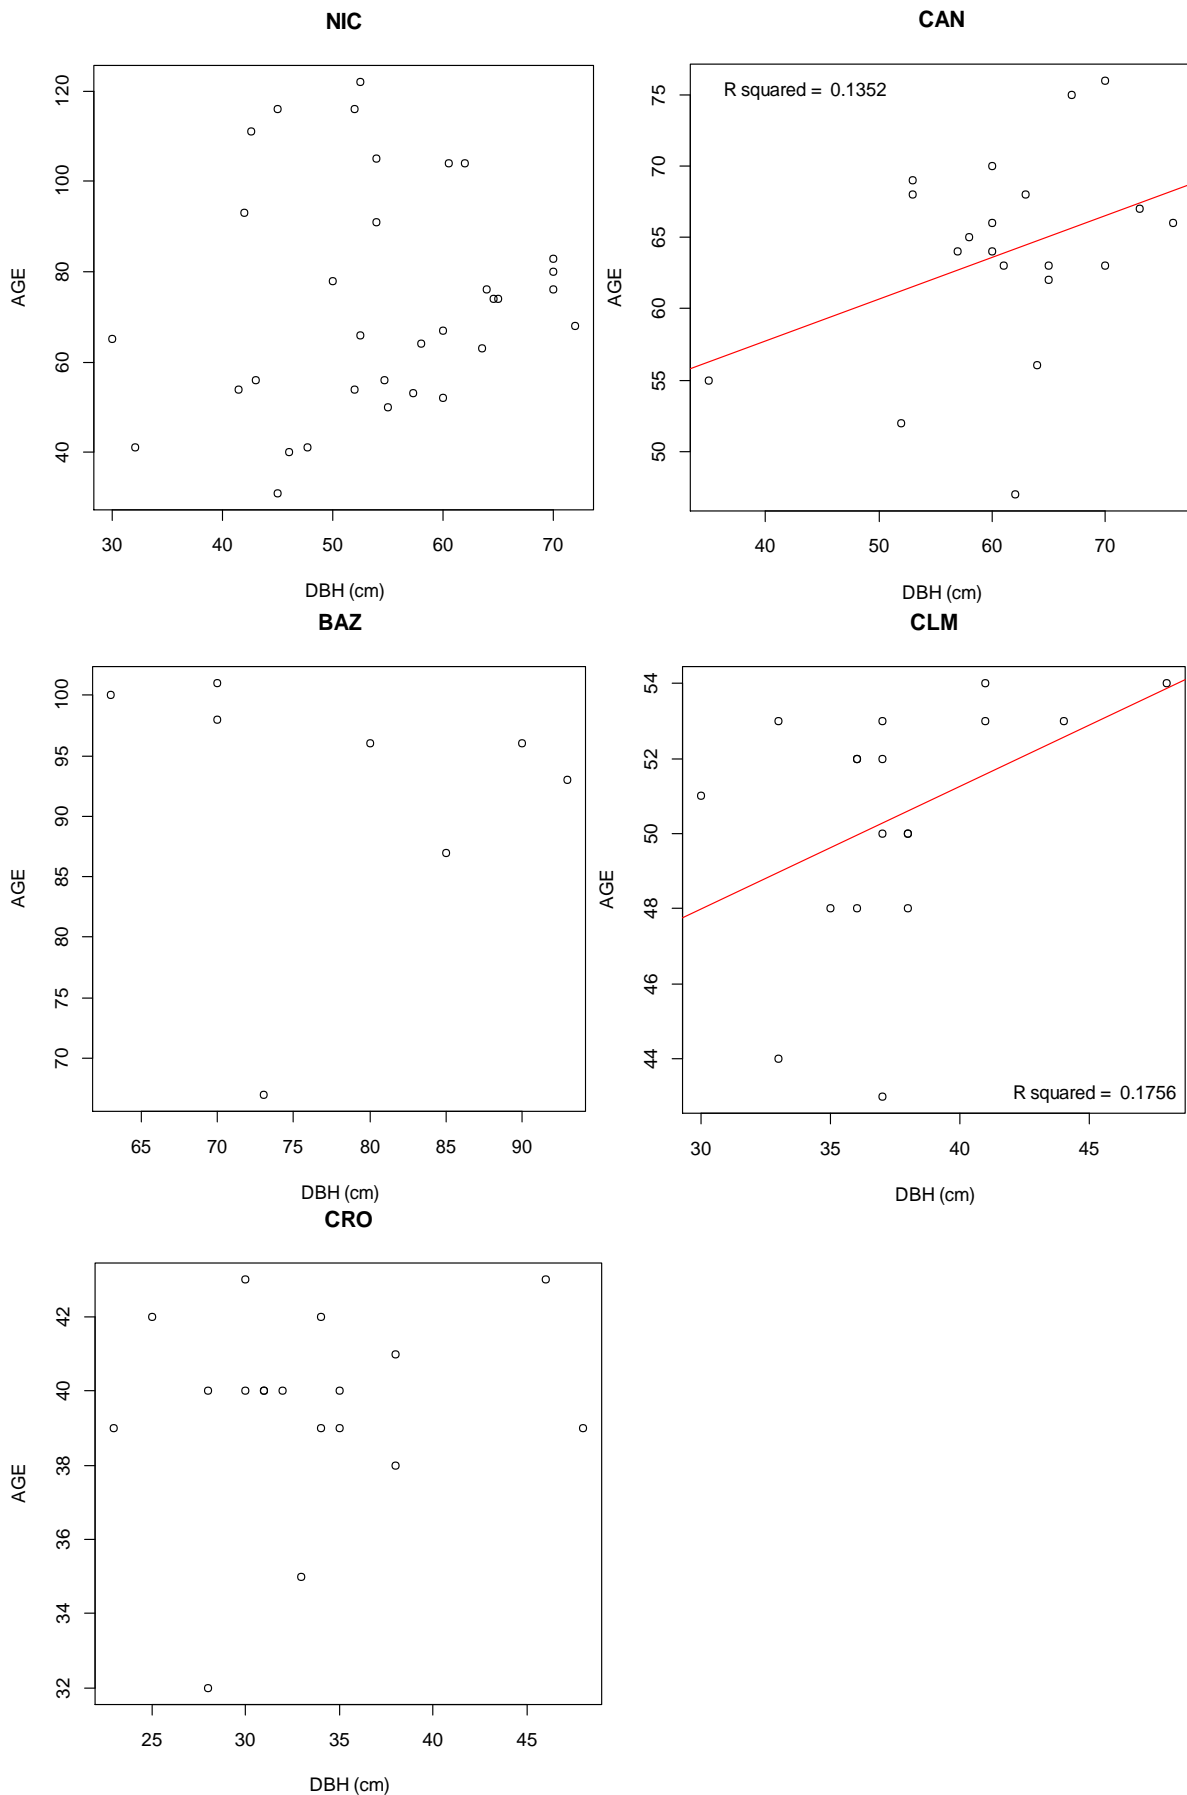 NIC
AGE
120
100
80
60
40
30 40 50 60 70
DBH (cm)
CAN
R squared = 0.1352
AGE
75
70
65
60
55
50
40 50 60 70
DBH (cm)
BAZ
AGE
100
95
90
85
80
75
70
65 70 75 80 85 90
DBH (cm)
CLM
AGE
54
52
50
48
46
44
R squared = 0.1756
30 35 40 45
DBH (cm)
CRO
AGE
42
40
38
36
34
32
25 30 35 40 45
DBH (cm)